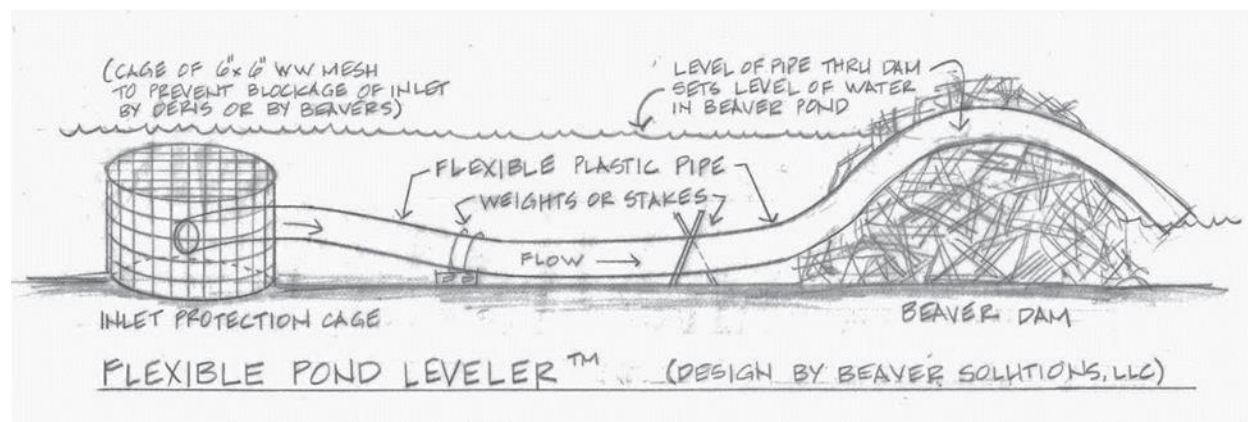 (CAGE OF 6"x 6" WW MESH
TO PREVENT BLOCKAGE OF INLET
BY DERIS OR BY BEAVERS)
LEVEL OF PIPE THRU DAM
SETS LEVEL OF WATER
IN BEAVER POND
FLEXIBLE PLASTIC PIPE
WEIGHTS OR STAKES
FLOW
INLET PROTECTION CAGE
BEAVER DAM
FLEXIBLE POND LEVELER™ (DESIGN BY BEAVER SOLUTIONS, LLC)